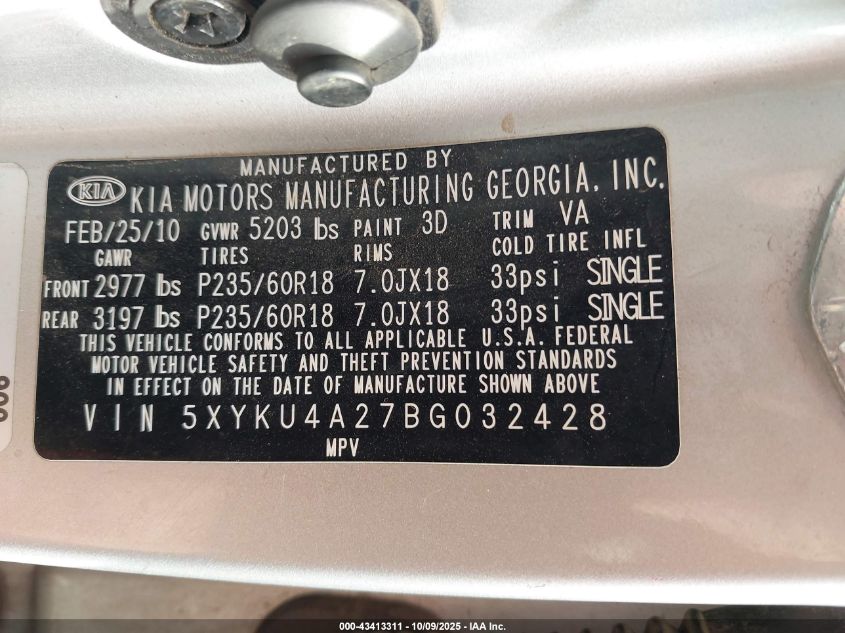 MANUFACTURED BY
KIA KIA MOTORS MANUFACTURING GEORGIA, INC.
FEB/25/10 GVWR 5203 lbs PAINT 3D TRIM VA
GAWR TIRES RIMS COLD TIRE INFL
FRONT 2977 lbs P235/60R18 7.0JX18 33psi SINGLE
REAR 3197 lbs P235/60R18 7.0JX18 33psi SINGLE
THIS VEHICLE CONFORMS TO ALL APPLICABLE U.S.A. FEDERAL
MOTOR VEHICLE SAFETY AND THEFT PREVENTION STANDARDS
IN EFFECT ON THE DATE OF MANUFACTURE SHOWN ABOVE
VIN 5XYKU4A27BG032428
MPV
000-43413311 - 10/09/2025 - IAA Inc.